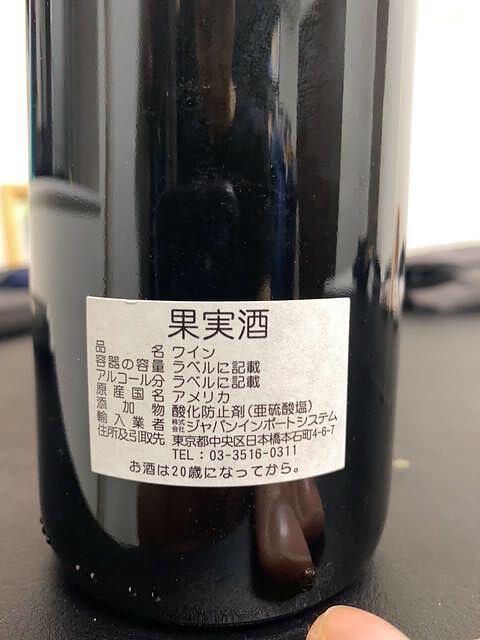 果実酒
品名 ワイン
容器の容量 ラベルに記載
アルコール分 ラベルに記載
原産国名 アメリカ
添加物 酸化防止剤(亜硫酸塩)
輸入業者 株式会社ジャパンインポートシステム
住所及引取先 東京都中央区日本橋本石町4-6-7
TEL：03-3516-0311
お酒は20歳になってから。